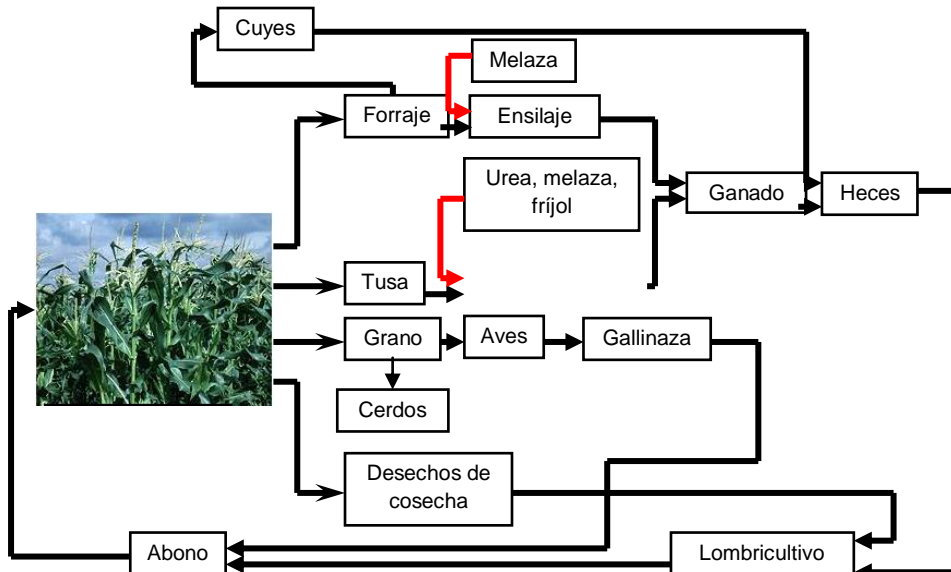 Cuyes
Melaza
Forraje
Ensilaje
Urea, melaza,
fríjol
Ganado
Heces
Tusa
Grano
Aves
Gallinaza
Cerdos
Desechos de
cosecha
Abono
Lombricultivo